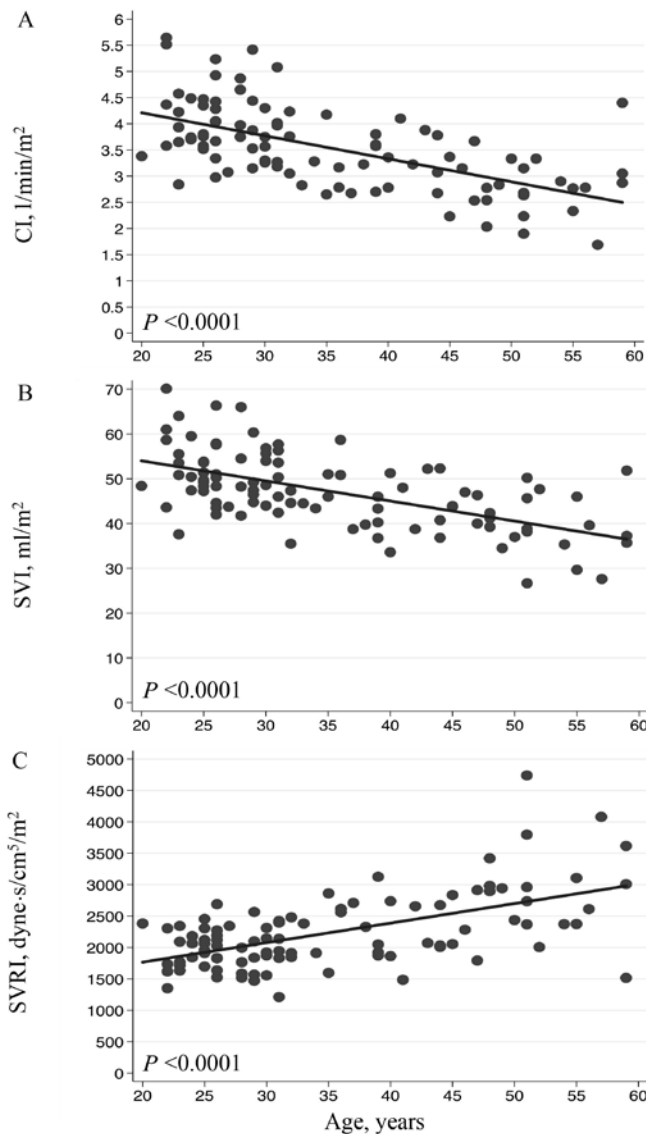 A
CI, l/min/m²
6
5.5
5
4.5
4
3.5
3
2.5
2
1.5
1
0.5
0
P <0.0001
20 25 30 35 40 45 50 55 60
B
SVI, ml/m²
70
60
50
40
30
20
10
0
P <0.0001
20 25 30 35 40 45 50 55 60
C
SVRI, dyne·s/cm⁵/m²
5000
4500
4000
3500
3000
2500
2000
1500
1000
500
0
P <0.0001
20 25 30 35 40 45 50 55 60
Age, years